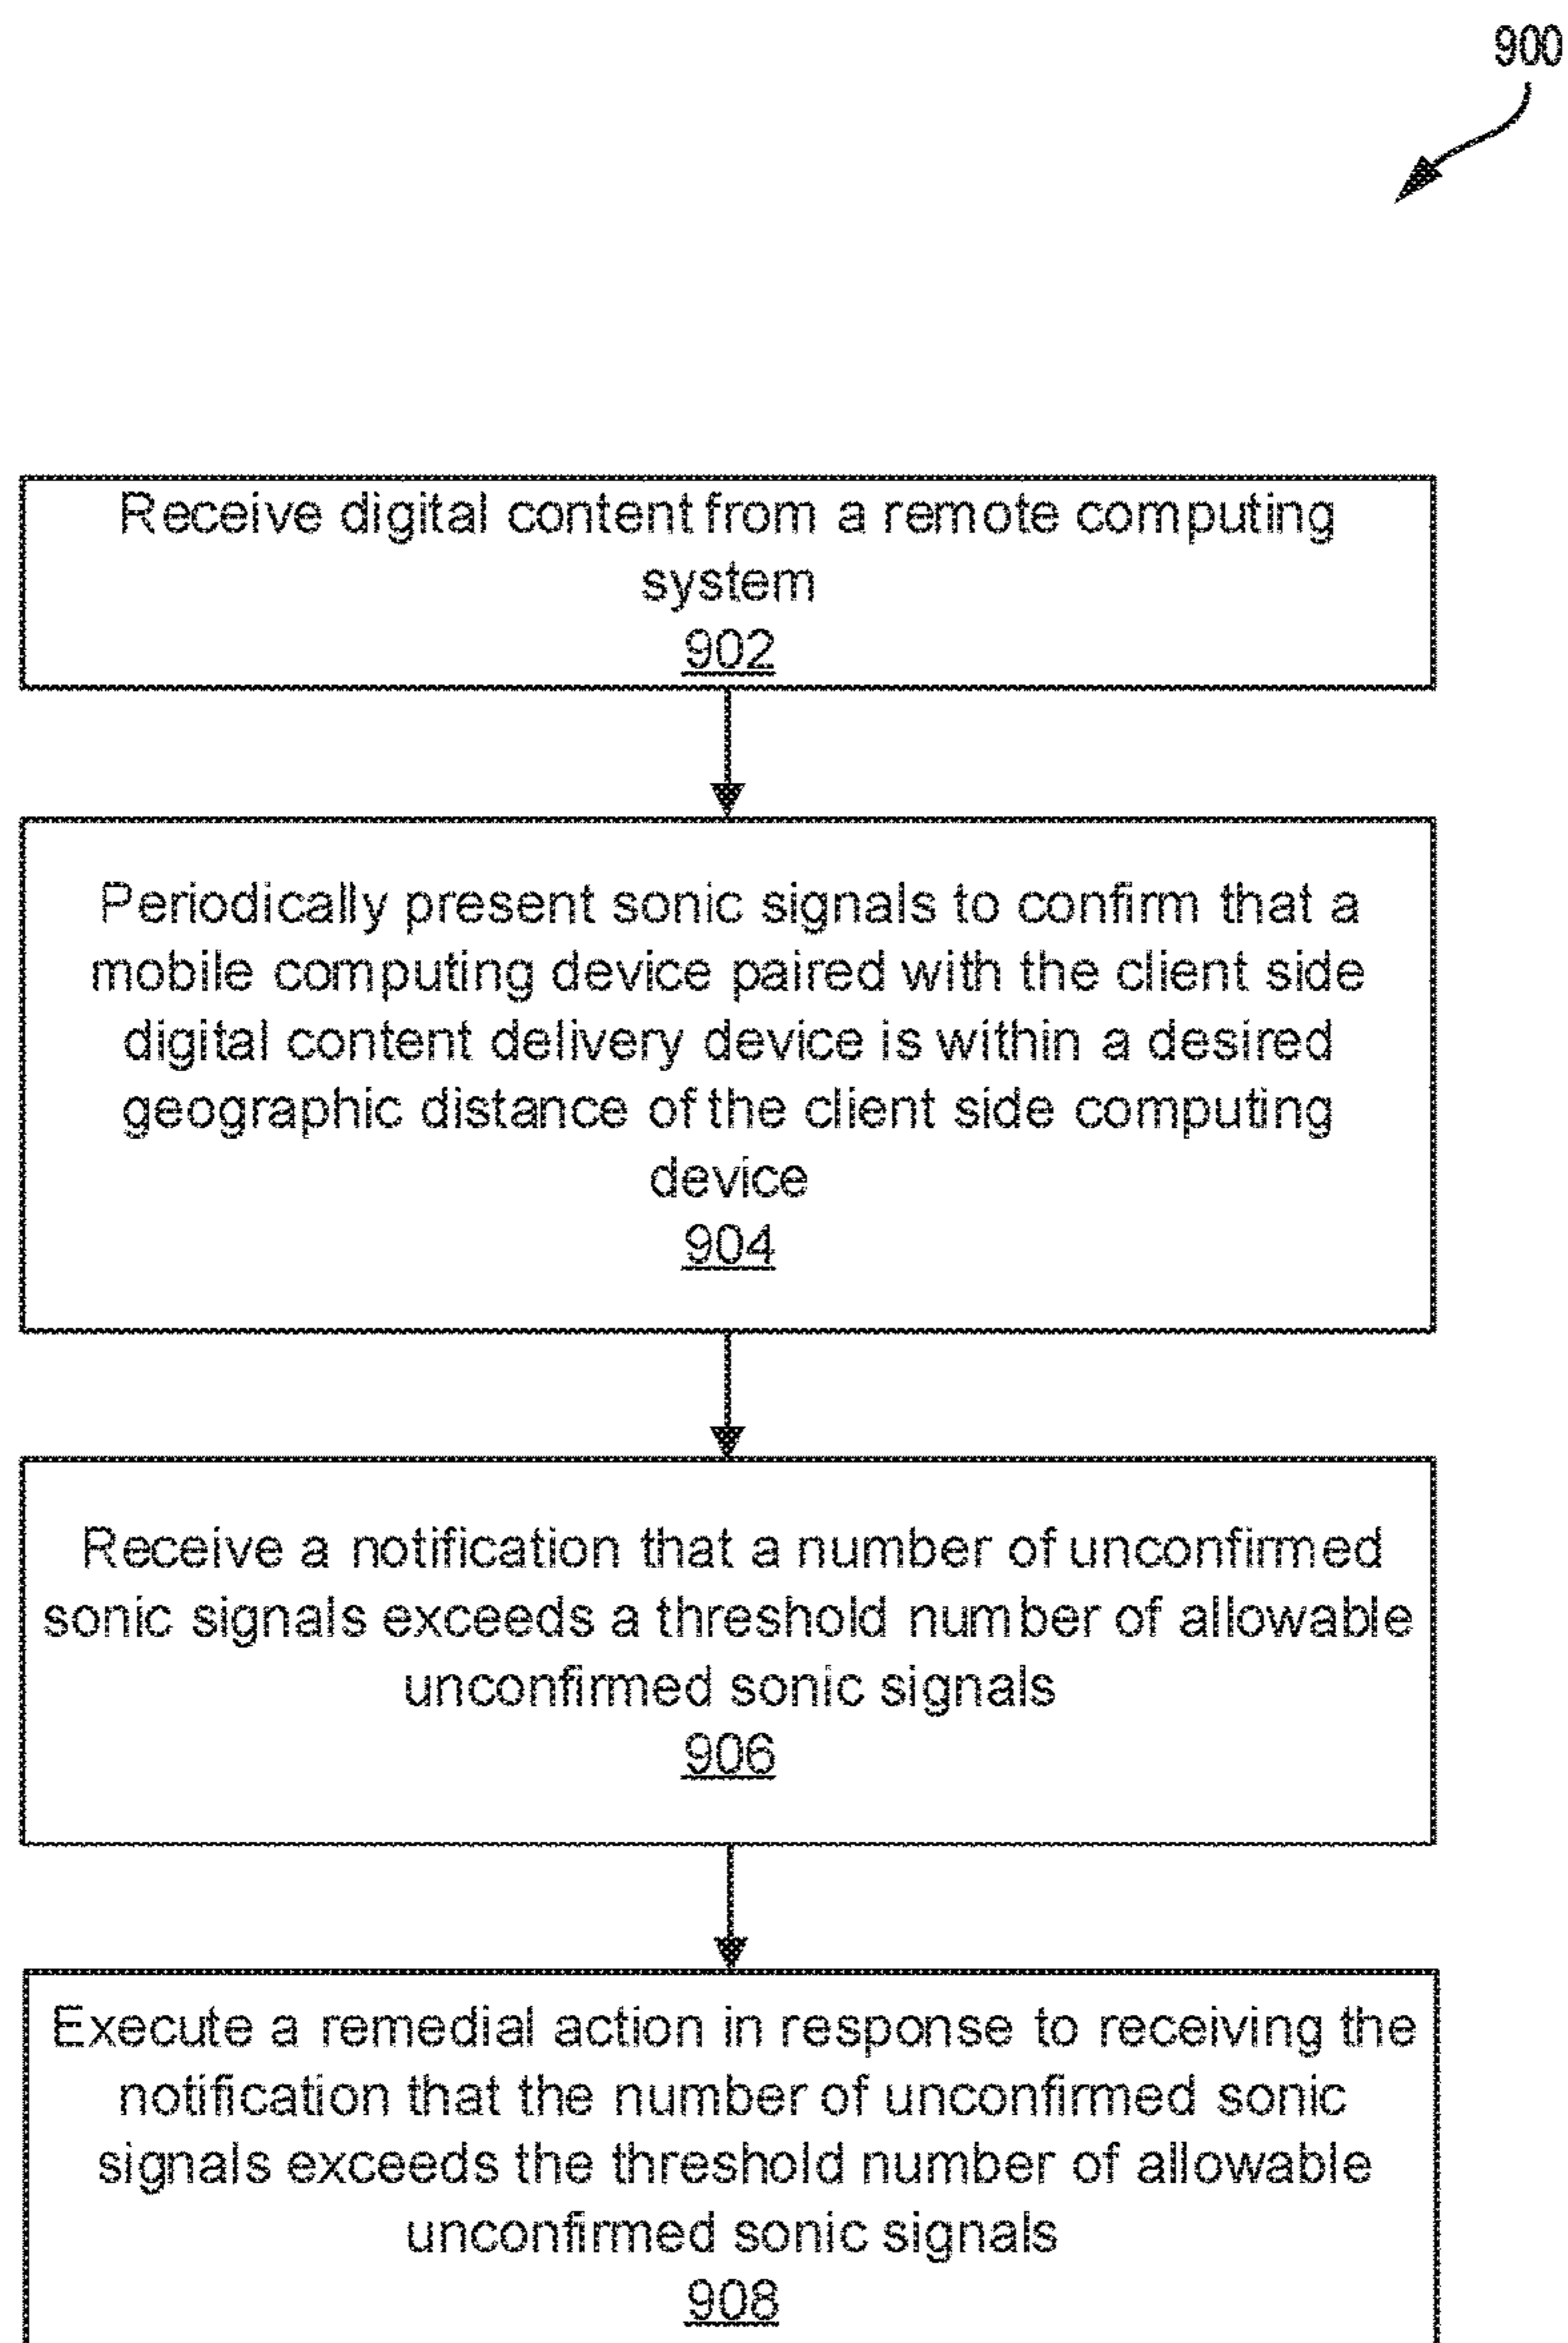 900
Receive digital content from a remote computing
system
902
Periodically present sonic signals to confirm that a
mobile computing device paired with the client side
digital content delivery device is within a desired
geographic distance of the client side computing
device
904
Receive a notification that a number of unconfirmed
sonic signals exceeds a threshold number of allowable
unconfirmed sonic signals
906
Execute a remedial action in response to receiving the
notification that the number of unconfirmed sonic
signals exceeds the threshold number of allowable
unconfirmed sonic signals
908